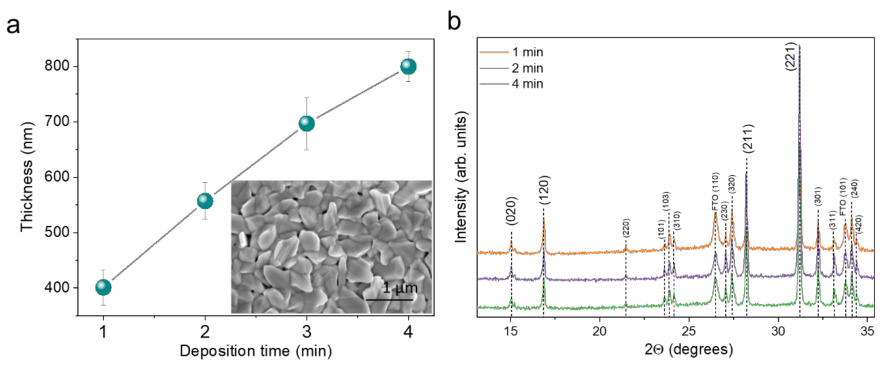 a
800
700
600
500
400
Thickness (nm)
1 µm
1 2 3 4
Deposition time (min)
b
1 min
2 min
4 min
Intensity (arb. units)
(020)
(120)
(220)
(101)
(103)
(310)
FTO (110)
(230)
(320)
(211)
(221)
(301)
(311)
FTO (101)
(240)
(420)
15 20 25 30 35
2Θ (degrees)